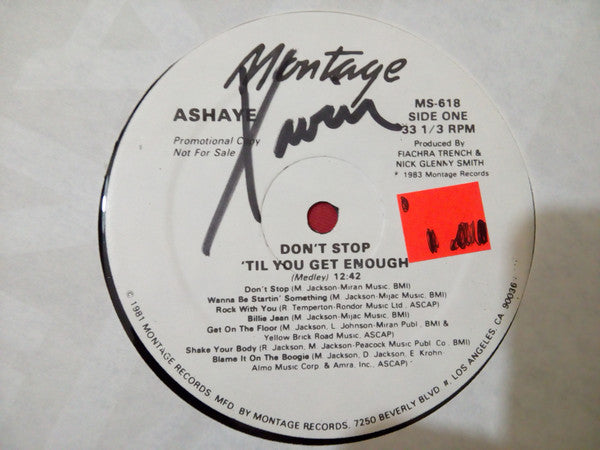 Montage
ASHAYE
Promotional Copy
Not For Sale
MS-618
SIDE ONE
33 1/3 RPM
Produced By
FIACHRA TRENCH &
NICK GLENNY SMITH
* 1983 Montage Records
DON'T STOP
'TIL YOU GET ENOUGH
(Medley) 12:42
Don't Stop (M. Jackson-Miran Music, BMI)
Wanna Be Startin' Something (M. Jackson-Mijac Music, BMI)
Rock With You (R. Temperton-Rondor Music Ltd., ASCAP)
Billie Jean (M. Jackson-Mijac Music, BMI)
Get On The Floor (M. Jackson, L. Johnson-Miran Publ., BMI &
Yellow Brick Road Music, ASCAP)
Shake Your Body (R. Jackson, M. Jackson-Peacock Music Publ. Co., BMI)
Blame It On The Boogie (M. Jackson, D. Jackson, E. Krohn-
Almo Music Corp. & Amra, Inc., ASCAP)
© 1981 MONTAGE RECORDS. MFD. BY MONTAGE RECORDS, 7250 BEVERLY BLVD. #. LOS ANGELES, CA 90036